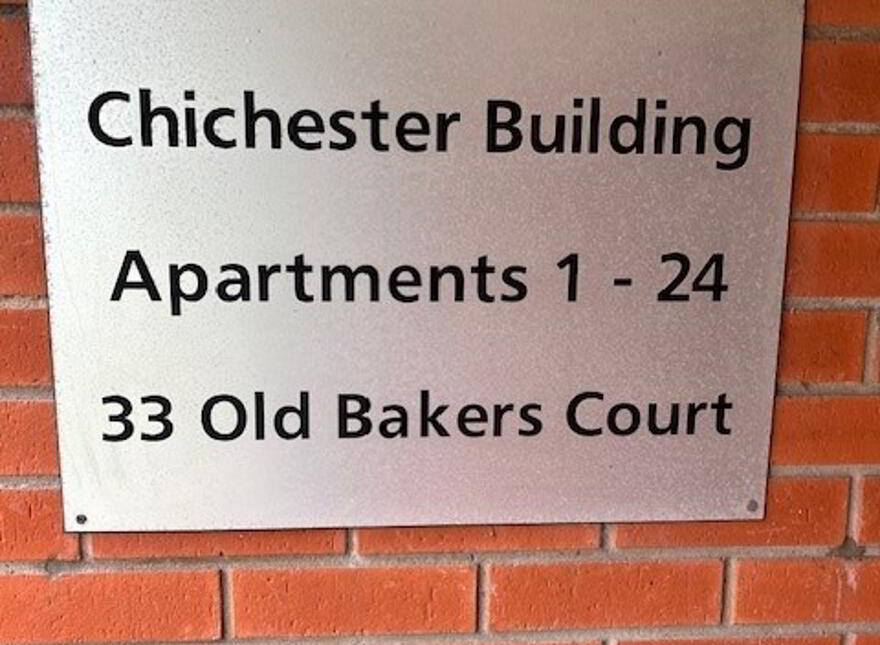 Chichester Building
Apartments 1 - 24
33 Old Bakers Court